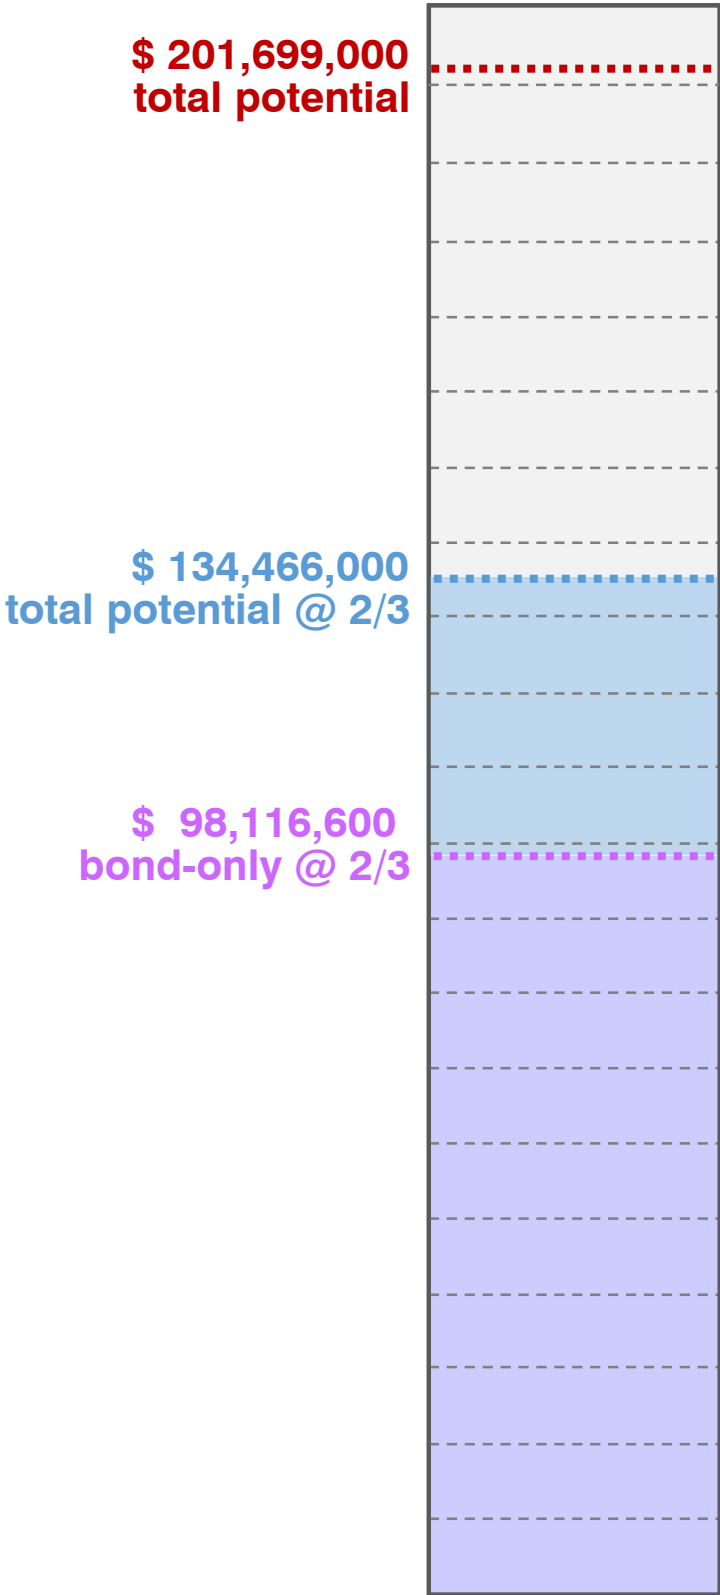 $ 201,699,000
total potential
$ 134,466,000
total potential @ 2/3
$ 98,116,600
bond-only @ 2/3